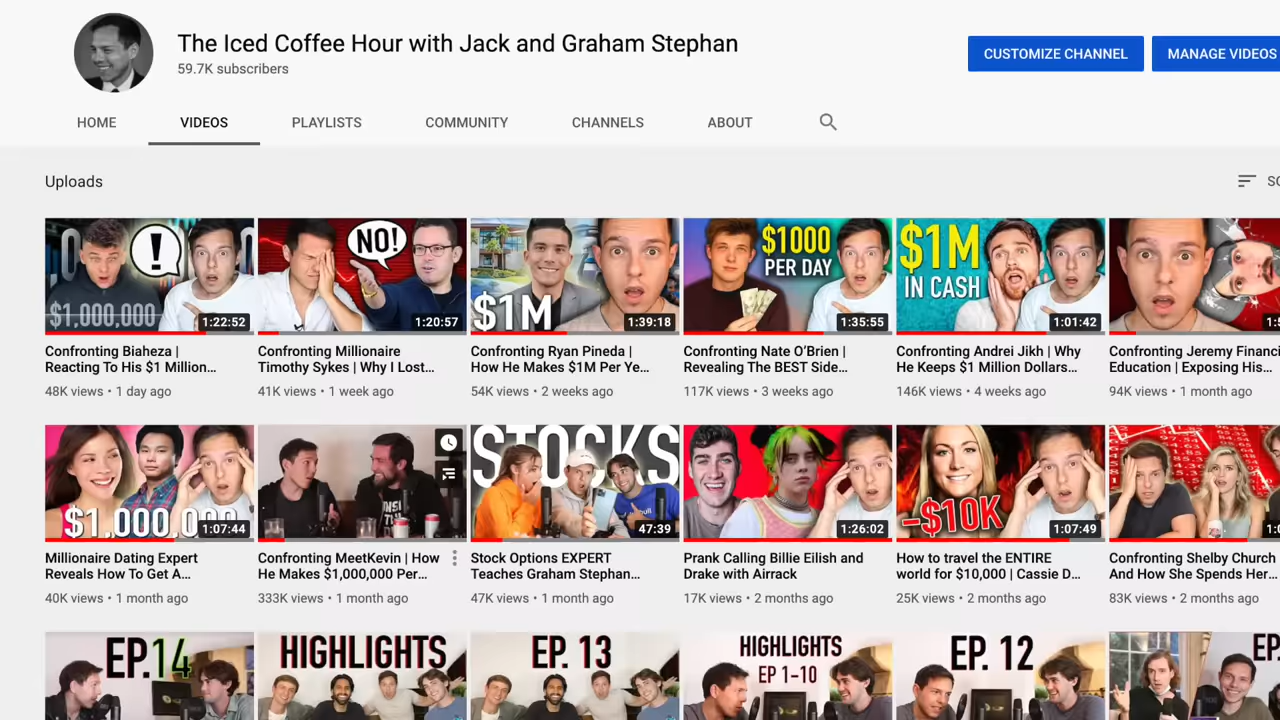 The Iced Coffee Hour with Jack and Graham Stephan
59.7K subscribers
CUSTOMIZE CHANNEL
MANAGE VIDEOS
HOME
VIDEOS
PLAYLISTS
COMMUNITY
CHANNELS
ABOUT
Uploads
SO
!
$1,000,000
1:22:52
NO!
1:20:57
$1M
1:39:18
$1000
PER DAY
1:35:55
$1M
IN CASH
1:01:42
Confronting Biaheza |
Reacting To His $1 Million…
48K views • 1 day ago
Confronting Millionaire
Timothy Sykes | Why I Lost…
41K views • 1 week ago
Confronting Ryan Pineda |
How He Makes $1M Per Ye…
54K views • 2 weeks ago
Confronting Nate O’Brien |
Revealing The BEST Side…
117K views • 3 weeks ago
Confronting Andrei Jikh | Why
He Keeps $1 Million Dollars…
146K views • 4 weeks ago
Confronting Jeremy Financi
Education | Exposing His…
94K views • 1 month ago
$1.000.00
1:07:44
STOCKS
47:39
1:26:02
-$10K
1:07:49
Millionaire Dating Expert
Reveals How To Get A…
40K views • 1 month ago
Confronting MeetKevin | How
He Makes $1,000,000 Per…
333K views • 1 month ago
Stock Options EXPERT
Teaches Graham Stephan…
47K views • 1 month ago
Prank Calling Billie Eilish and
Drake with Airrack
17K views • 2 months ago
How to travel the ENTIRE
world for $10,000 | Cassie D…
25K views • 2 months ago
Confronting Shelby Church
And How She Spends Her…
83K views • 2 months ago
EP.14
HIGHLIGHTS
EP. 13
HIGHLIGHTS
EP 1-10
EP. 12
EP.